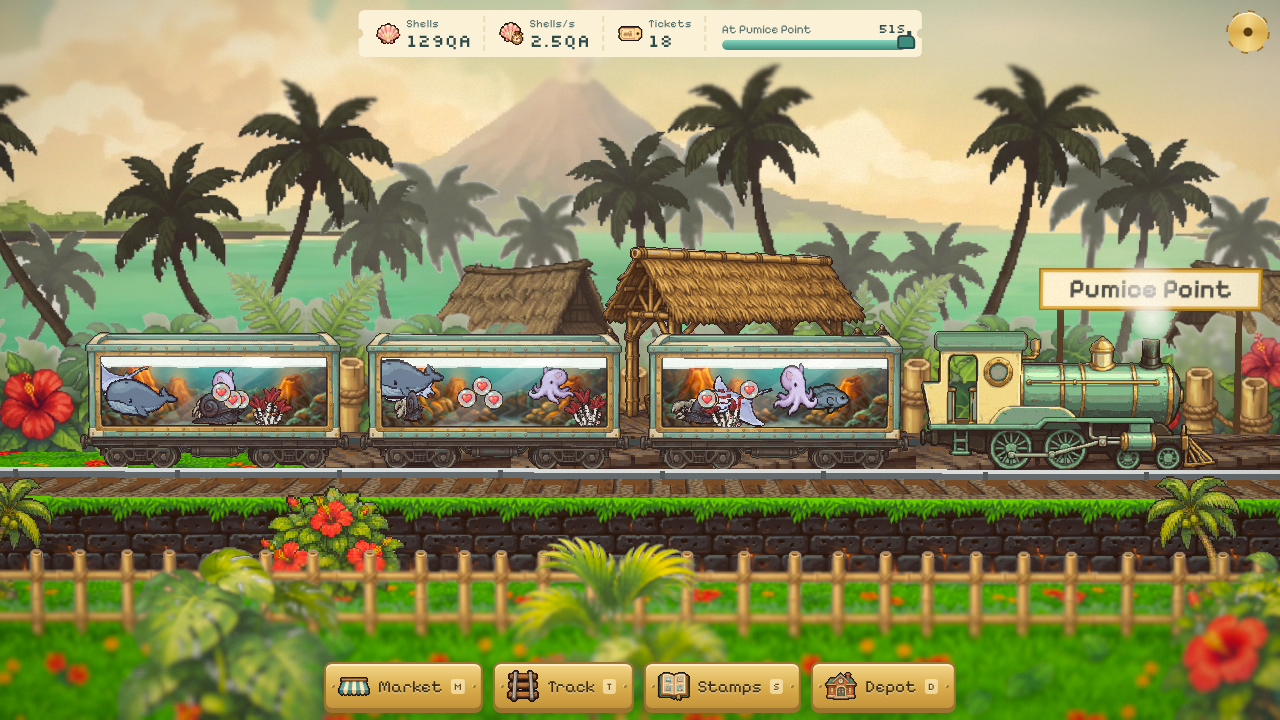 Shells
129QA
Shells/s
2.5QA
Tickets
18
At Pumice Point
51S
Pumice Point
Market M
Track T
Stamps S
Depot D